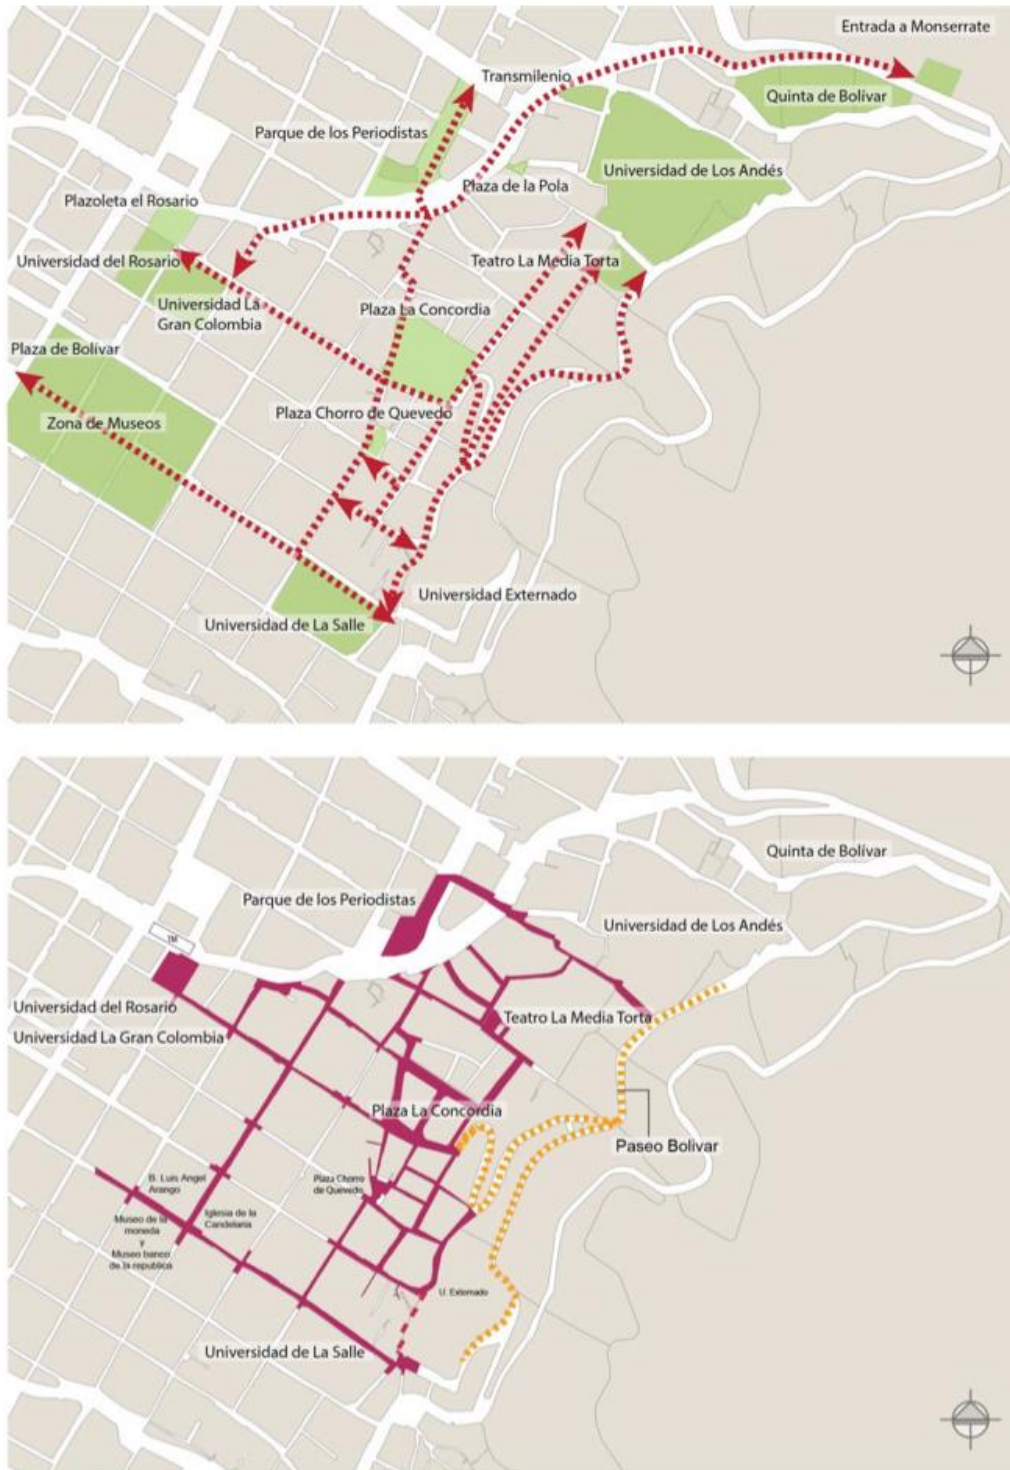 Entrada a Monserrate
Transmilenio
Quinta de Bolívar
Parque de los Periodistas
Universidad de Los Andés
Plaza de la Pola
Plazoleta el Rosario
Universidad del Rosario
Teatro La Media Torta
Universidad La
Gran Colombia
Plaza La Concordia
Plaza de Bolívar
Plaza Chorro de Quevedo
Zona de Museos
Universidad Externado
Universidad de La Salle
Quinta de Bolívar
Parque de los Periodistas
Universidad de Los Andés
TM
Universidad del Rosario
Teatro La Media Torta
Universidad La Gran Colombia
Plaza La Concordia
Paseo Bolivar
B. Luis Angel
Arango
Plaza Chorro
de Quevedo
Museo de la
moneda
y
Museo banco
de la republica
Iglesia de la
Candelaria
U. Externado
Universidad de La Salle